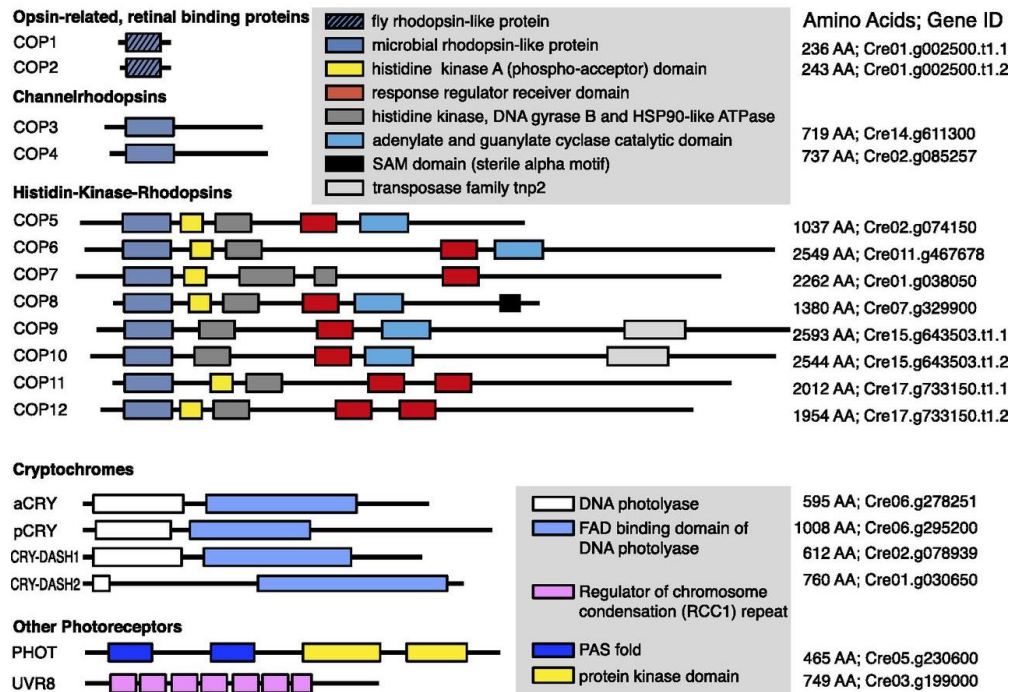 Opsin-related, retinal binding proteins
COP1
COP2
Channelrhodopsins
COP3
COP4
Histidin-Kinase-Rhodopsins
COP5
COP6
COP7
COP8
COP9
COP10
COP11
COP12
Cryptochromes
aCRY
pCRY
CRY-DASH1
CRY-DASH2
Other Photoreceptors
PHOT
UVR8
fly rhodopsin-like protein
microbial rhodopsin-like protein
histidine kinase A (phospho-acceptor) domain
response regulator receiver domain
histidine kinase, DNA gyrase B and HSP90-like ATPase
adenylate and guanylate cyclase catalytic domain
SAM domain (sterile alpha motif)
transposase family tnp2
DNA photolyase
FAD binding domain of
DNA photolyase
Regulator of chromosome
condensation (RCC1) repeat
PAS fold
protein kinase domain
Amino Acids; Gene ID
236 AA; Cre01.g002500.t1.1
243 AA; Cre01.g002500.t1.2
719 AA; Cre14.g611300
737 AA; Cre02.g085257
1037 AA; Cre02.g074150
2549 AA; Cre011.g467678
2262 AA; Cre01.g038050
1380 AA; Cre07.g329900
2593 AA; Cre15.g643503.t1.1
2544 AA; Cre15.g643503.t1.2
2012 AA; Cre17.g733150.t1.1
1954 AA; Cre17.g733150.t1.2
595 AA; Cre06.g278251
1008 AA; Cre06.g295200
612 AA; Cre02.g078939
760 AA; Cre01.g030650
465 AA; Cre05.g230600
749 AA; Cre03.g199000